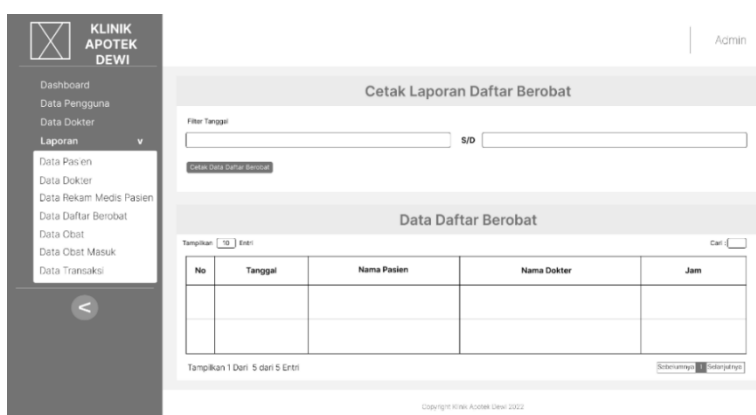 KLINIK
APOTEK
DEWI
Admin
Dashboard
Data Pengguna
Data Dokter
Laporan v
Data Pasien
Data Dokter
Data Rekam Medis Pasien
Data Daftar Berobat
Data Obat
Data Obat Masuk
Data Transaksi
<
Cetak Laporan Daftar Berobat
Filter Tanggal
S/D
Cetak Data Daftar Berobat
Data Daftar Berobat
Tampilkan 10 Entri
Cari :
No Tanggal Nama Pasien Nama Dokter Jam
Tampilkan 1 Dari 5 dari 5 Entri
Sebelumnya 1 Selanjutnya
Copyright Klinik Apotek Dewi 2022